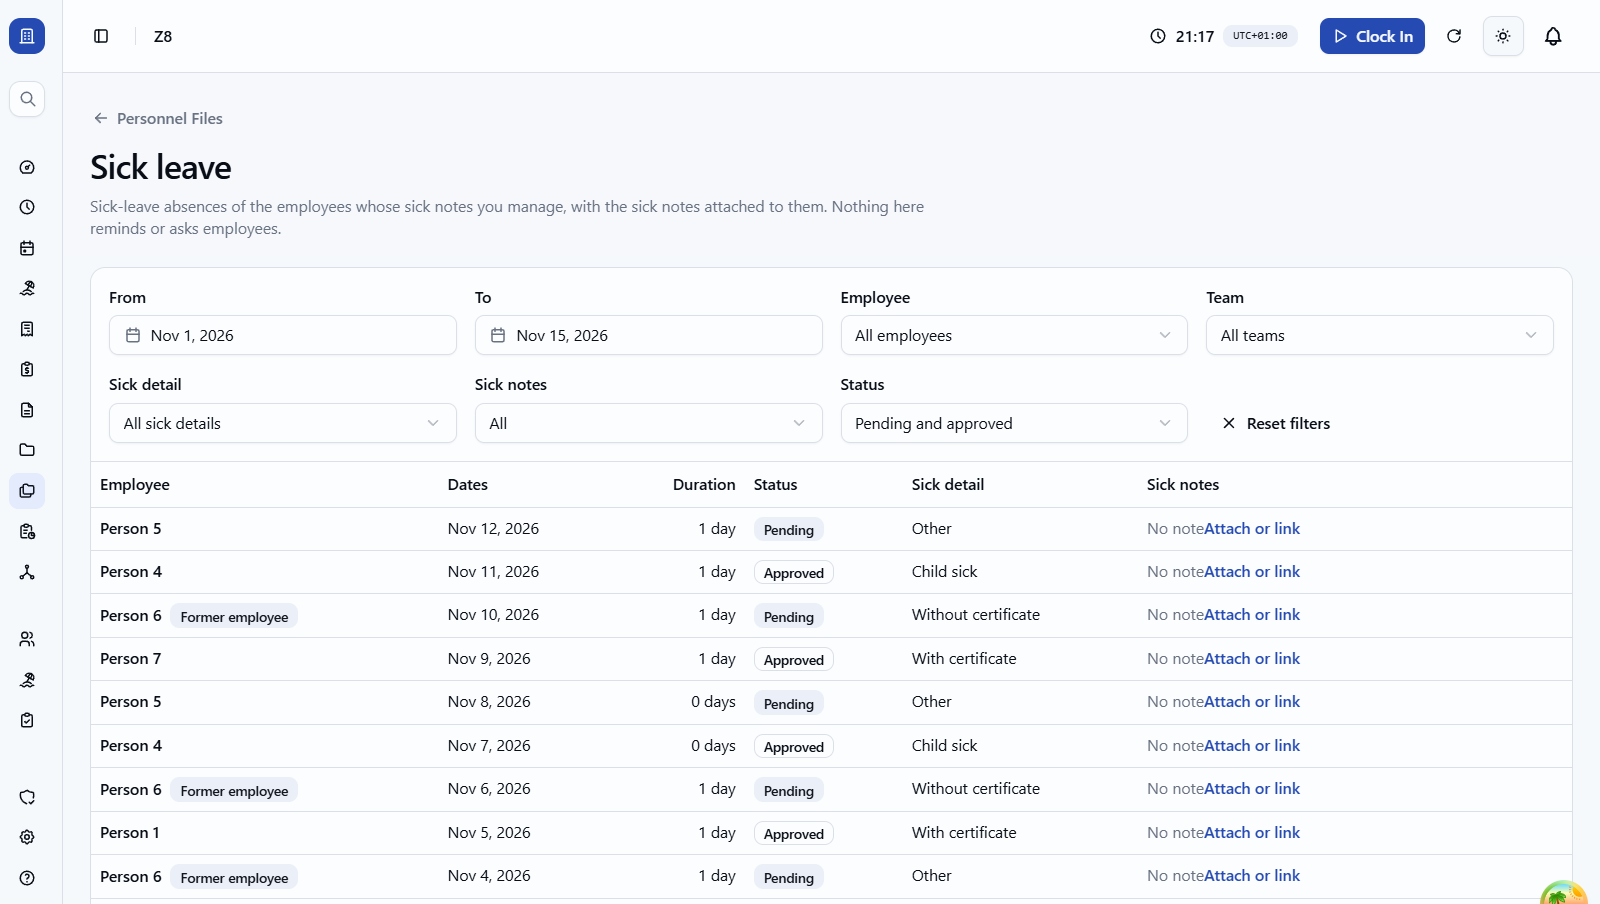 Z8
21:17 UTC+01:00 Clock In
Personnel Files
Sick leave
Sick-leave absences of the employees whose sick notes you manage, with the sick notes attached to them. Nothing here
reminds or asks employees.
From To Employee Team
Nov 1, 2026 Nov 15, 2026 All employees All teams
Sick detail Sick notes Status
All sick details All Pending and approved Reset filters
Employee Dates Duration Status Sick detail Sick notes
Person 5 Nov 12, 2026 1 day Pending Other No noteAttach or link
Person 4 Nov 11, 2026 1 day Approved Child sick No noteAttach or link
Person 6 Former employee Nov 10, 2026 1 day Pending Without certificate No noteAttach or link
Person 7 Nov 9, 2026 1 day Approved With certificate No noteAttach or link
Person 5 Nov 8, 2026 0 days Pending Other No noteAttach or link
Person 4 Nov 7, 2026 0 days Approved Child sick No noteAttach or link
Person 6 Former employee Nov 6, 2026 1 day Pending Without certificate No noteAttach or link
Person 1 Nov 5, 2026 1 day Approved With certificate No noteAttach or link
Person 6 Former employee Nov 4, 2026 1 day Pending Other No noteAttach or link